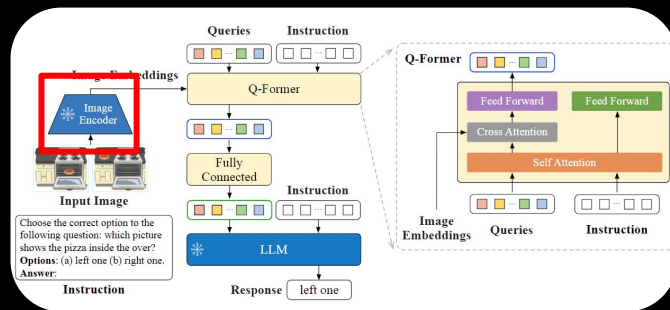 Queries
Instruction
Image Embeddings
Q-Former
Image
Encoder
Input Image
Fully
Connected
Instruction
LLM
Choose the correct option to the
following question: which picture
shows the pizza inside the over?
Options: (a) left one (b) right one.
Answer:
Instruction
Response
left one
Q-Former
Feed Forward
Feed Forward
Cross Attention
Self Attention
Image
Embeddings
Queries
Instruction